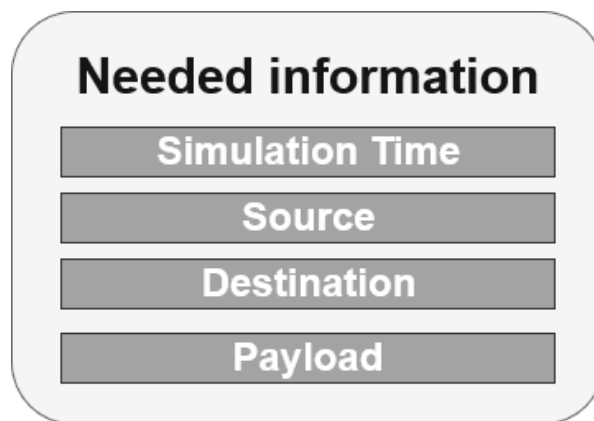 Needed information
Simulation Time
Source
Destination
Payload